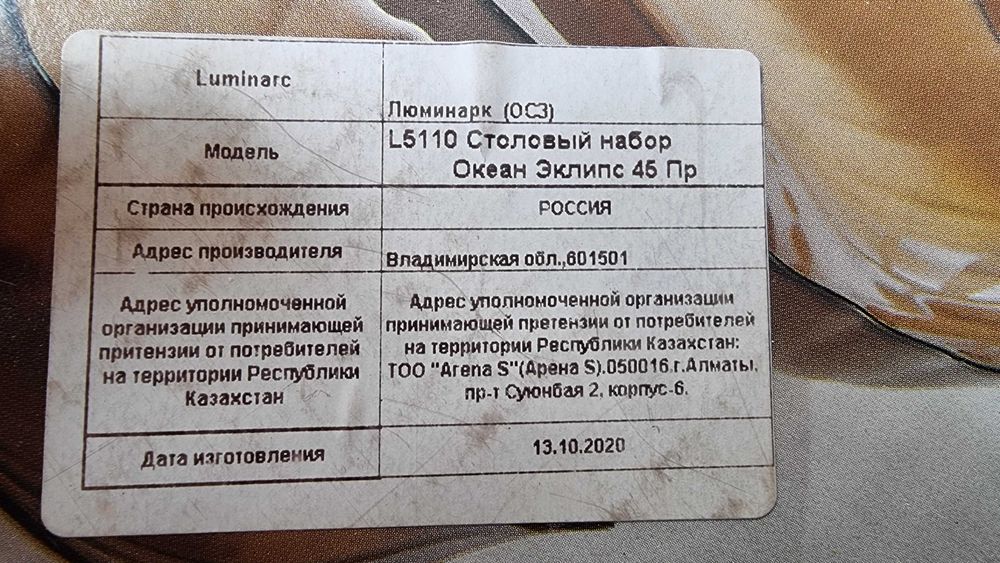 Luminarc
Люминарк (ОСЗ)
Модель
L5110 Столовый набор
Океан Эклипс 45 Пр
Страна происхождения
РОССИЯ
Адрес производителя
Владимирская обл.,601501
Адрес уполномоченной
организации принимающей
притензии от потребителей
на территории Республики
Казахстан
Адрес уполномоченной организации
принимающей претензии от потребителей
на территории Республики Казахстан:
ТОО "Arena S"(Арена S).050016.г.Алматы,
пр-т Суюнбая 2, корпус-6.
Дата изготовления
13.10.2020